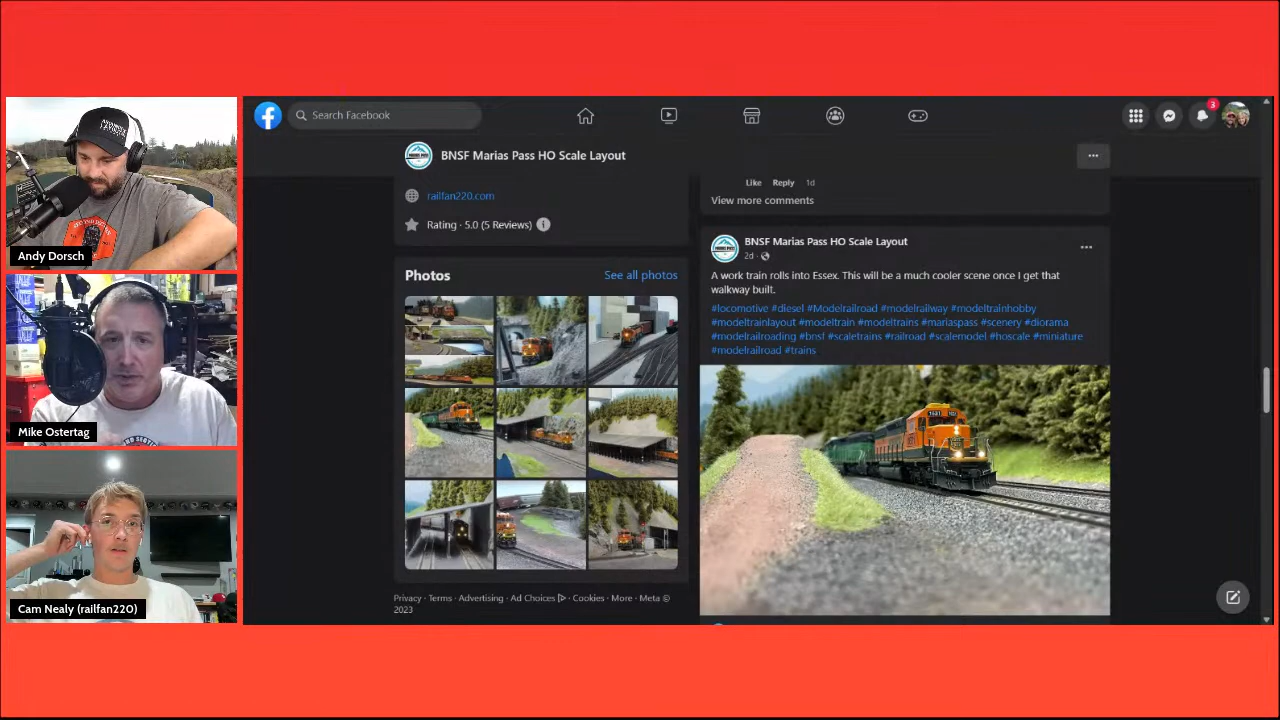 Search Facebook
3
BNSF Marias Pass HO Scale Layout
railfan220.com
Rating · 5.0 (5 Reviews)
Photos
See all photos
Privacy · Terms · Advertising · Ad Choices · Cookies · More · Meta ©
2023
Like Reply 1d
View more comments
BNSF Marias Pass HO Scale Layout
2d
A work train rolls into Essex. This will be a much cooler scene once I get that
walkway built.
#locomotive #diesel #Modelrailroad #modelrailway #modeltrainhobby
#modeltrainlayout #modeltrain #modeltrains #mariaspass #scenery #diorama
#modelrailroading #bnsf #scaletrains #railroad #scalemodel #hoscale #miniature
#modelrailroad #trains
Andy Dorsch
Mike Ostertag
Cam Nealy (railfan220)